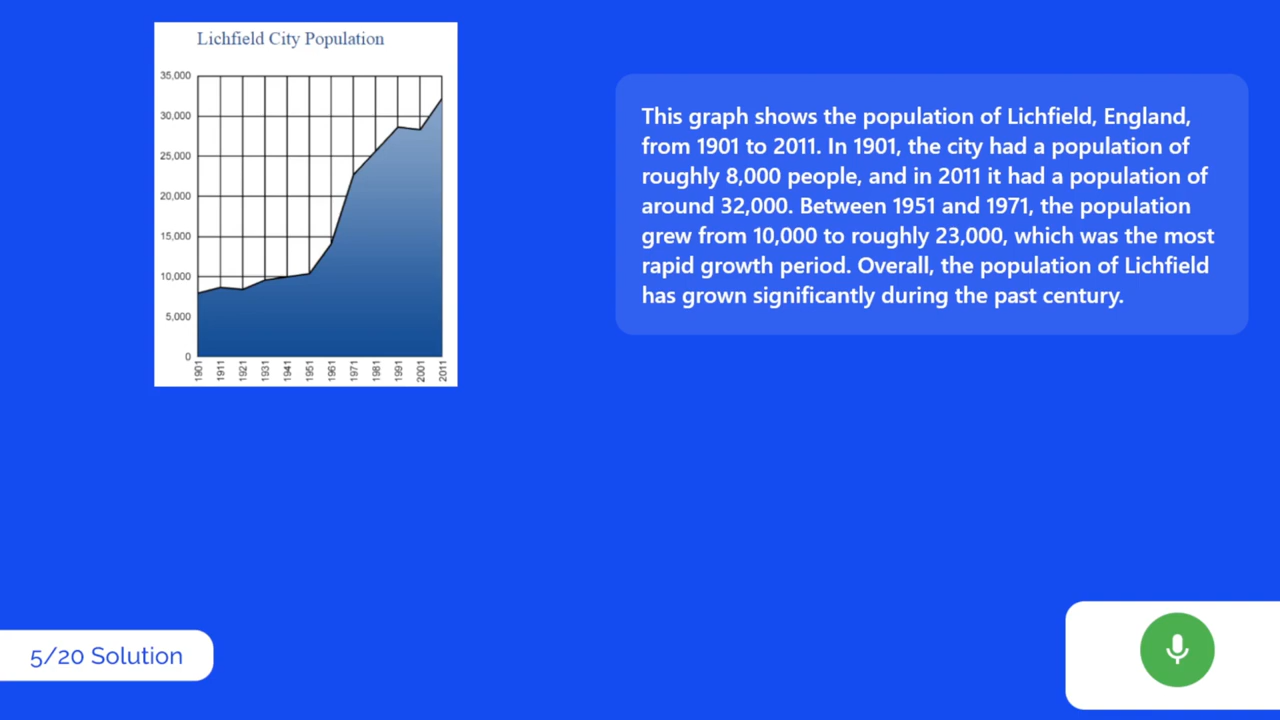 Lichfield City Population
35,000
30,000
25,000
20,000
15,000
10,000
5,000
0
1901
1911
1921
1931
1941
1951
1961
1971
1981
1991
2001
2011
This graph shows the population of Lichfield, England,
from 1901 to 2011. In 1901, the city had a population of
roughly 8,000 people, and in 2011 it had a population of
around 32,000. Between 1951 and 1971, the population
grew from 10,000 to roughly 23,000, which was the most
rapid growth period. Overall, the population of Lichfield
has grown significantly during the past century.
5/20 Solution